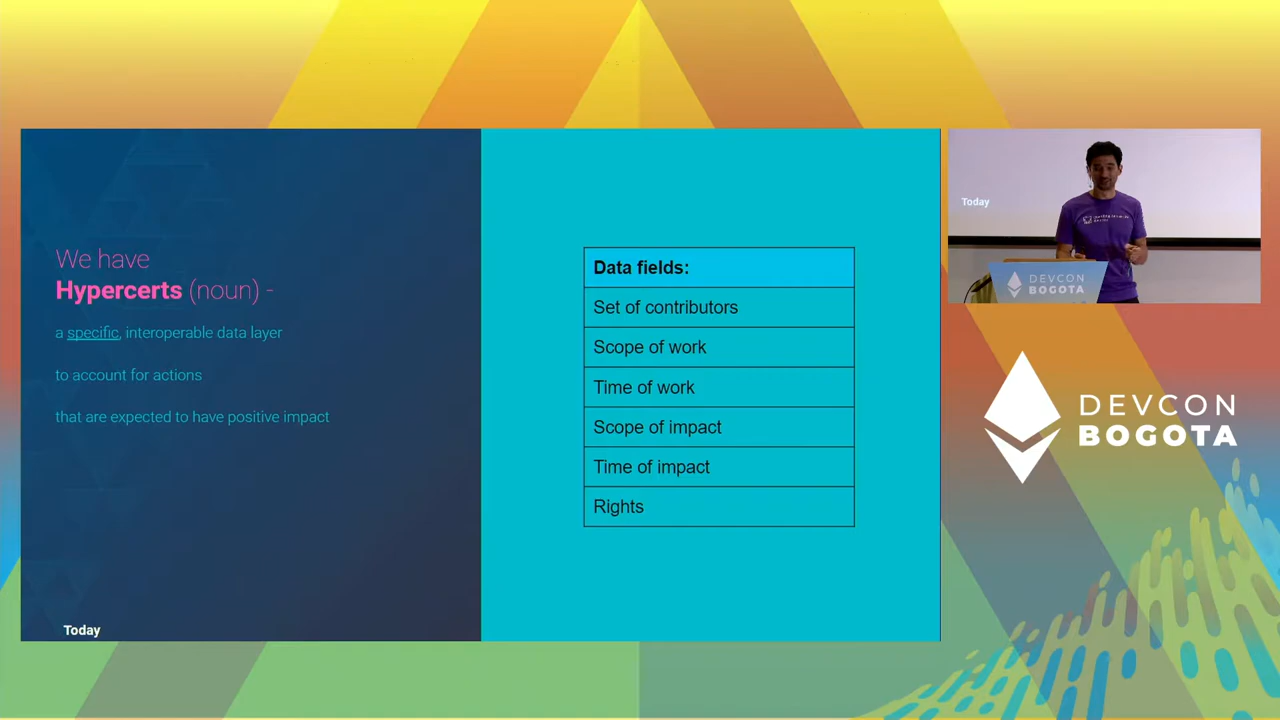 We have
Hypercerts (noun) -
a specific, interoperable data layer
to account for actions
that are expected to have positive impact
Today
Data fields:
Set of contributors
Scope of work
Time of work
Scope of impact
Time of impact
Rights
Today
DEVCON
BOGOTA
DEVCON
BOGOTA